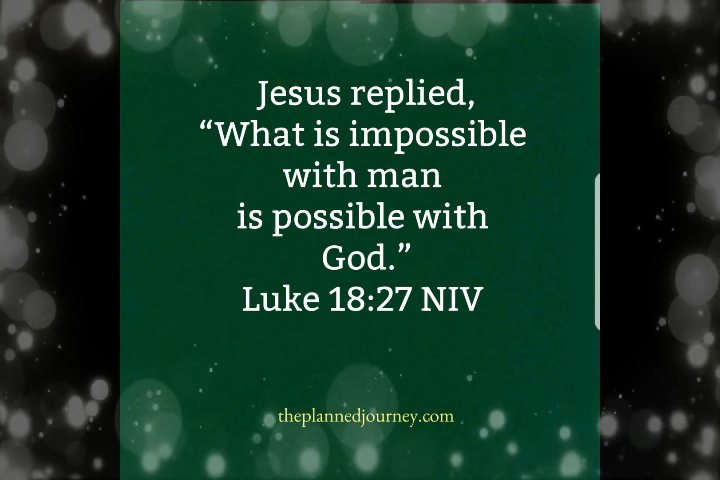 Jesus replied,
“What is impossible
with man
is possible with
God.”
Luke 18:27 NIV
theplannedjourney.com